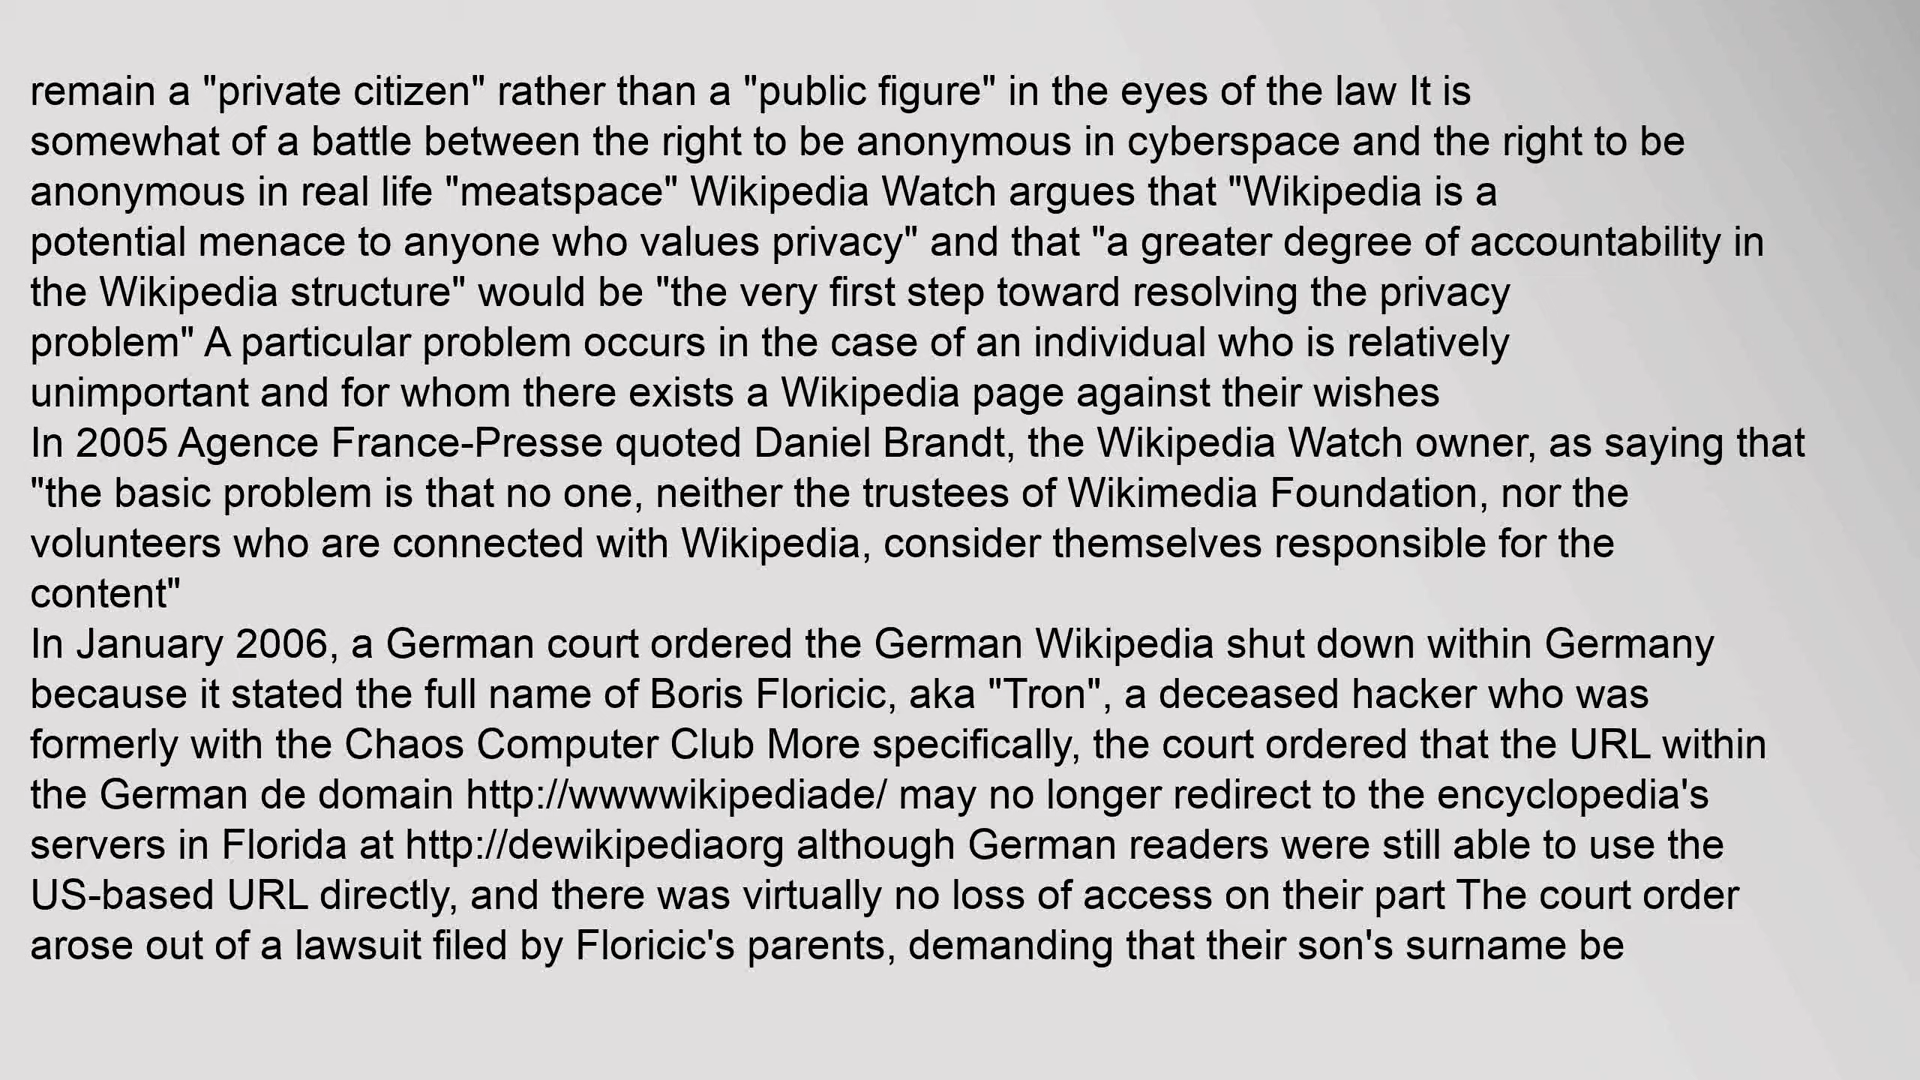 remain a "private citizen" rather than a "public figure" in the eyes of the law It is
somewhat of a battle between the right to be anonymous in cyberspace and the right to be
anonymous in real life "meatspace" Wikipedia Watch argues that "Wikipedia is a
potential menace to anyone who values privacy" and that "a greater degree of accountability in
the Wikipedia structure" would be "the very first step toward resolving the privacy
problem" A particular problem occurs in the case of an individual who is relatively
unimportant and for whom there exists a Wikipedia page against their wishes
In 2005 Agence France-Presse quoted Daniel Brandt, the Wikipedia Watch owner, as saying that
"the basic problem is that no one, neither the trustees of Wikimedia Foundation, nor the
volunteers who are connected with Wikipedia, consider themselves responsible for the
content"
In January 2006, a German court ordered the German Wikipedia shut down within Germany
because it stated the full name of Boris Floricic, aka "Tron", a deceased hacker who was
formerly with the Chaos Computer Club More specifically, the court ordered that the URL within
the German de domain http://wwwwikipediade/ may no longer redirect to the encyclopedia's
servers in Florida at http://dewikipediaorg although German readers were still able to use the
US-based URL directly, and there was virtually no loss of access on their part The court order
arose out of a lawsuit filed by Floricic's parents, demanding that their son's surname be